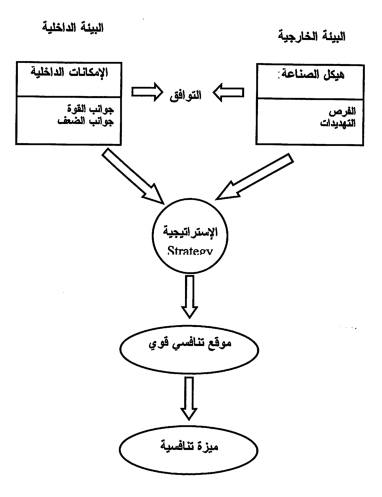 البيئة الخارجية
البيئة الداخلية
هيكل الصناعة:
الفرص
التهديدات
التوافق
الإمكانات الداخلية
جوانب القوة
جوانب الضعف
الإستراتيجية
Strategy
موقع تنافسي قوي
ميزة تنافسية